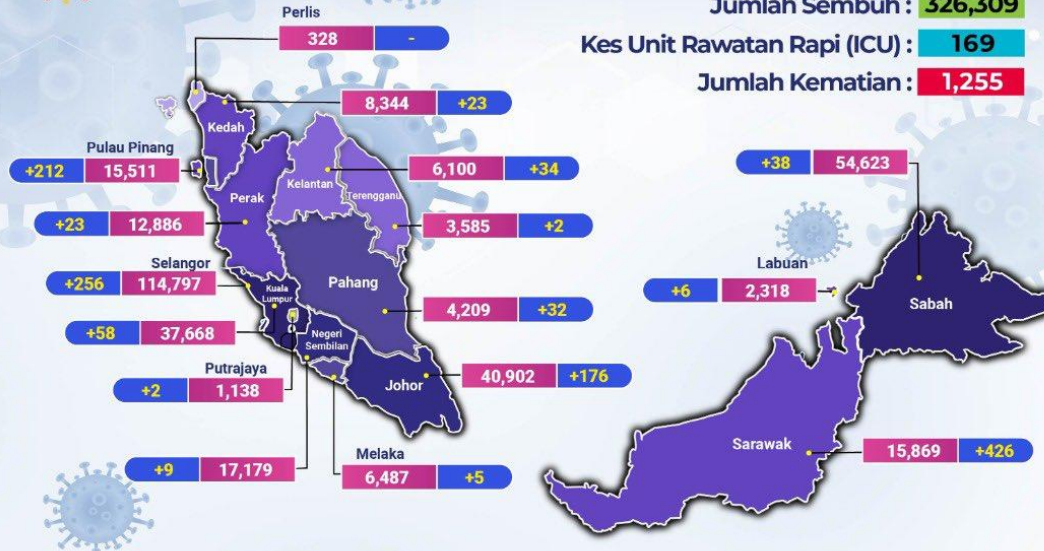 Jumlah Sembuh : 326,309
Kes Unit Rawatan Rapi (ICU) : 169
Jumlah Kematian : 1,255
Perlis
328 -
8,344 +23
Kedah
Pulau Pinang
+212 15,511
6,100 +34
Kelantan
Terengganu
Perak
+23 12,886
3,585 +2
Selangor
+256 114,797
Kuala
Lumpur
Pahang
4,209 +32
+58 37,668
Negeri
Sembilan
Putrajaya
+2 1,138
Johor
40,902 +176
+9 17,179
Melaka
6,487 +5
+38 54,623
Labuan
+6 2,318
Sabah
Sarawak
15,869 +426